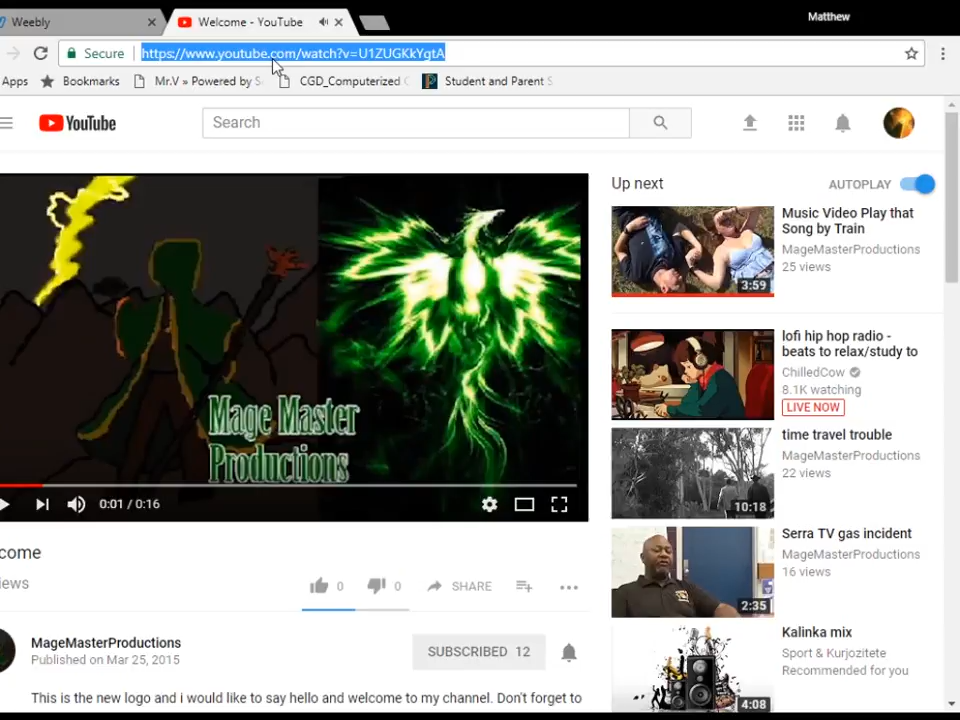 Weebly
Welcome - YouTube
Matthew
Secure
https://www.youtube.com/watch?v=U1ZUGKkYgtA
Apps
Bookmarks
Mr.V » Powered by S
CGD_Computerized
Student and Parent S
YouTube
Search
Mage Master
Productions
0:01 / 0:16
come
iews
0
0
SHARE
MageMasterProductions
Published on Mar 25, 2015
SUBSCRIBED 12
This is the new logo and i would like to say hello and welcome to my channel. Don't forget to
Up next
AUTOPLAY
3:59
Music Video Play that
Song by Train
MageMasterProductions
25 views
lofi hip hop radio -
beats to relax/study to
ChilledCow
8.1K watching
LIVE NOW
10:18
time travel trouble
MageMasterProductions
22 views
2:35
Serra TV gas incident
MageMasterProductions
16 views
4:08
Kalinka mix
Sport & Kurjozitete
Recommended for you